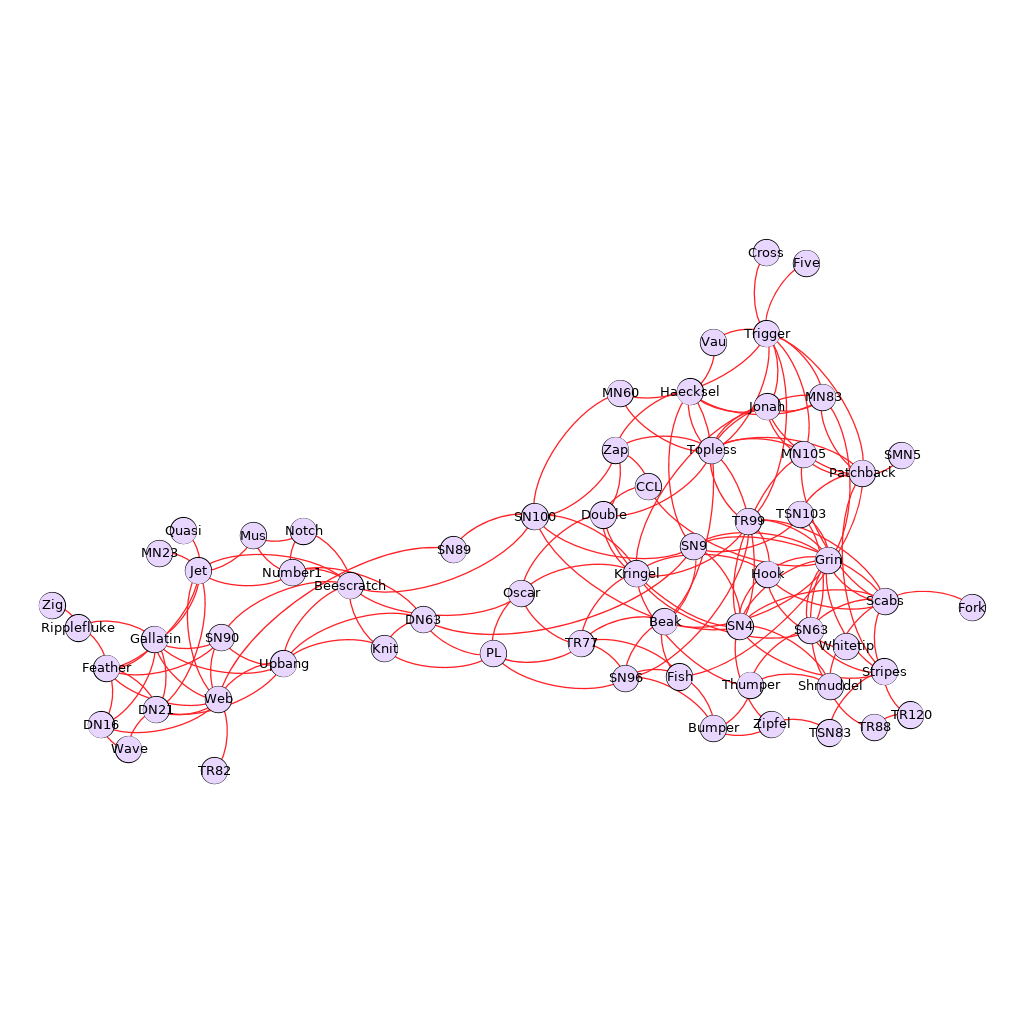 Cross
Five
Trigger
Vau
Haecksel
MN60
Jonah
MN83
Zap
Topless
MN105
SMN5
Patchback
CCL
SN100
Double
TR99
TSN103
Quasi
Mus
Notch
MN23
Jet
Number1
Beescratch
SN89
SN9
Kringel
Hook
Grin
Zig
Ripplefluke
Oscar
Scabs
Fork
Gallatin
SN90
DN63
Beak
SN4
SN63
Knit
PL
TR77
Whitetip
Feather
Upbang
SN96
Fish
Thumper
Shmuddel
Stripes
DN21
Web
DN16
Wave
TR82
Bumper
Zipfel
TSN83
TR88
TR120